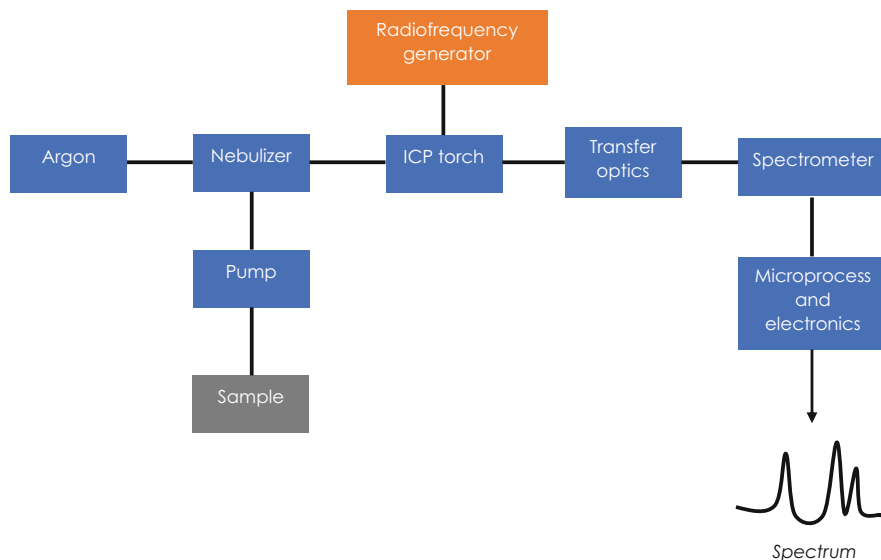 Radiofrequency
generator
Argon
Nebulizer
ICP torch
Transfer
optics
Spectrometer
Pump
Microprocess
and
electronics
Sample
Spectrum